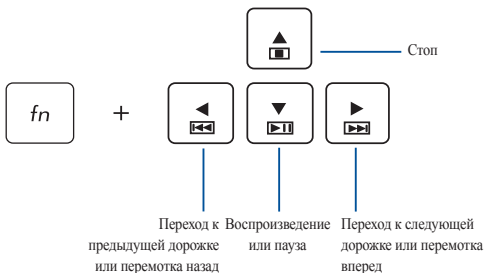 Стоп
fn +
Переход к предыдущей дорожке или перемотка назад
Воспроизведение или пауза
Переход к следующей дорожке или перемотка вперед